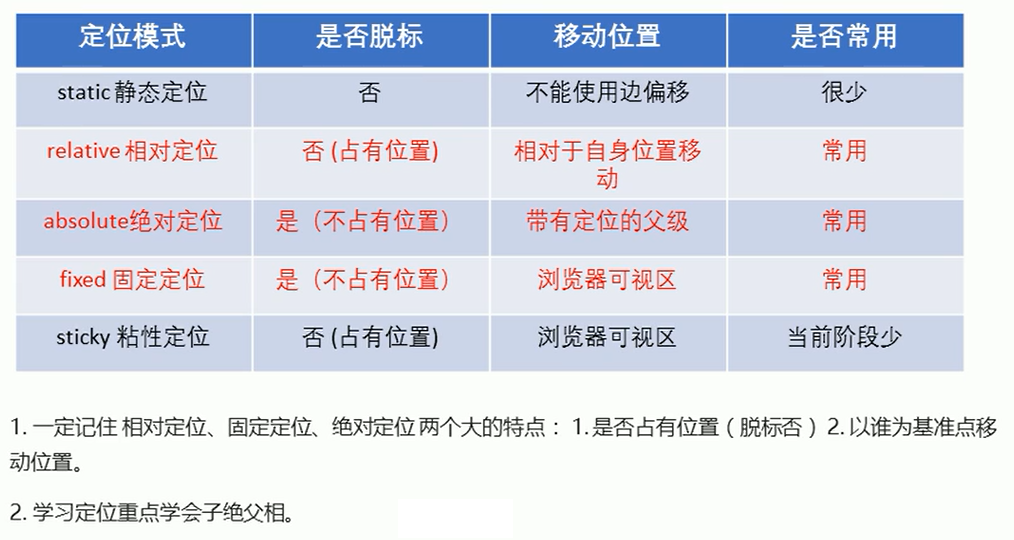 定位模式 是否脱标 移动位置 是否常用
static 静态定位 否 不能使用边偏移 很少
relative 相对定位 否 (占有位置) 相对于自身位置移
动 常用
absolute绝对定位 是（不占有位置） 带有定位的父级 常用
fixed 固定定位 是（不占有位置） 浏览器可视区 常用
sticky 粘性定位 否 (占有位置) 浏览器可视区 当前阶段少
1. 一定记住 相对定位、固定定位、绝对定位 两个大的特点： 1. 是否占有位置（脱标否） 2. 以谁为基准点移
动位置。
2. 学习定位重点学会子绝父相。